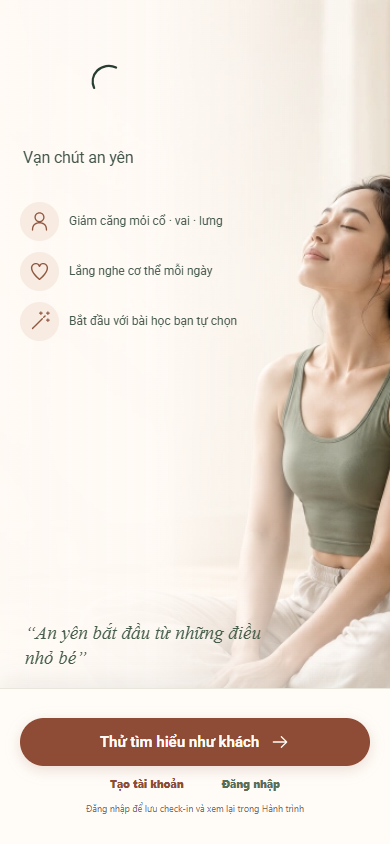 Vạn chút an yên
Giảm căng mỏi cổ · vai · lưng
Lắng nghe cơ thể mỗi ngày
Bắt đầu với bài học bạn tự chọn
“An yên bắt đầu từ những điều
nhỏ bé”
Thử tìm hiểu như khách →
Tạo tài khoản Đăng nhập
Đăng nhập để lưu check-in và xem lại trong Hành trình